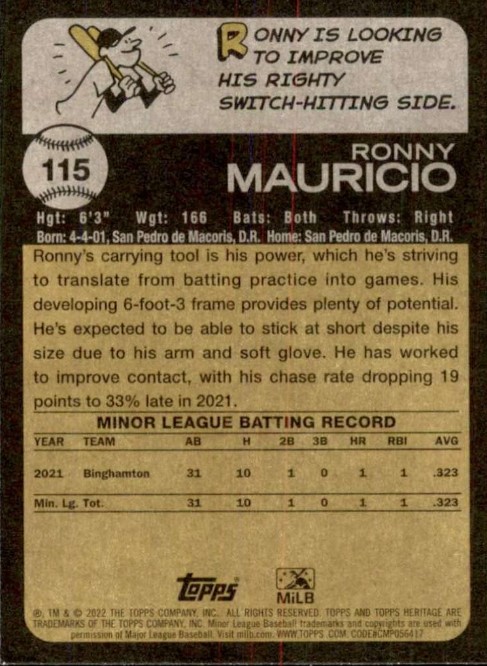 RONNY IS LOOKING
TO IMPROVE
HIS RIGHTY
SWITCH-HITTING SIDE.
115
RONNY
MAURICIO
Hgt: 6'3" Wgt: 166 Bats: Both Throws: Right
Born: 4-4-01, San Pedro de Macoris, D.R. Home: San Pedro de Macoris, D.R.
Ronny's carrying tool is his power, which he's striving
to translate from batting practice into games. His
developing 6-foot-3 frame provides plenty of potential.
He's expected to be able to stick at short despite his
size due to his arm and soft glove. He has worked
to improve contact, with his chase rate dropping 19
points to 33% late in 2021.
MINOR LEAGUE BATTING RECORD
YEAR TEAM AB H 2B 3B HR RBI AVG
2021 Binghamton 31 10 1 0 1 1 .323
Min. Lg. Tot. 31 10 1 0 1 1 .323
topps
MiLB
®, TM & © 2022 THE TOPPS COMPANY, INC. ALL RIGHTS RESERVED. TOPPS AND TOPPS HERITAGE ARE
TRADEMARKS OF THE TOPPS COMPANY, INC. Minor League Baseball trademarks and copyrights are used with
permission of Major League Baseball. Visit milb.com. WWW.TOPPS.COM. CODE#CMP056417